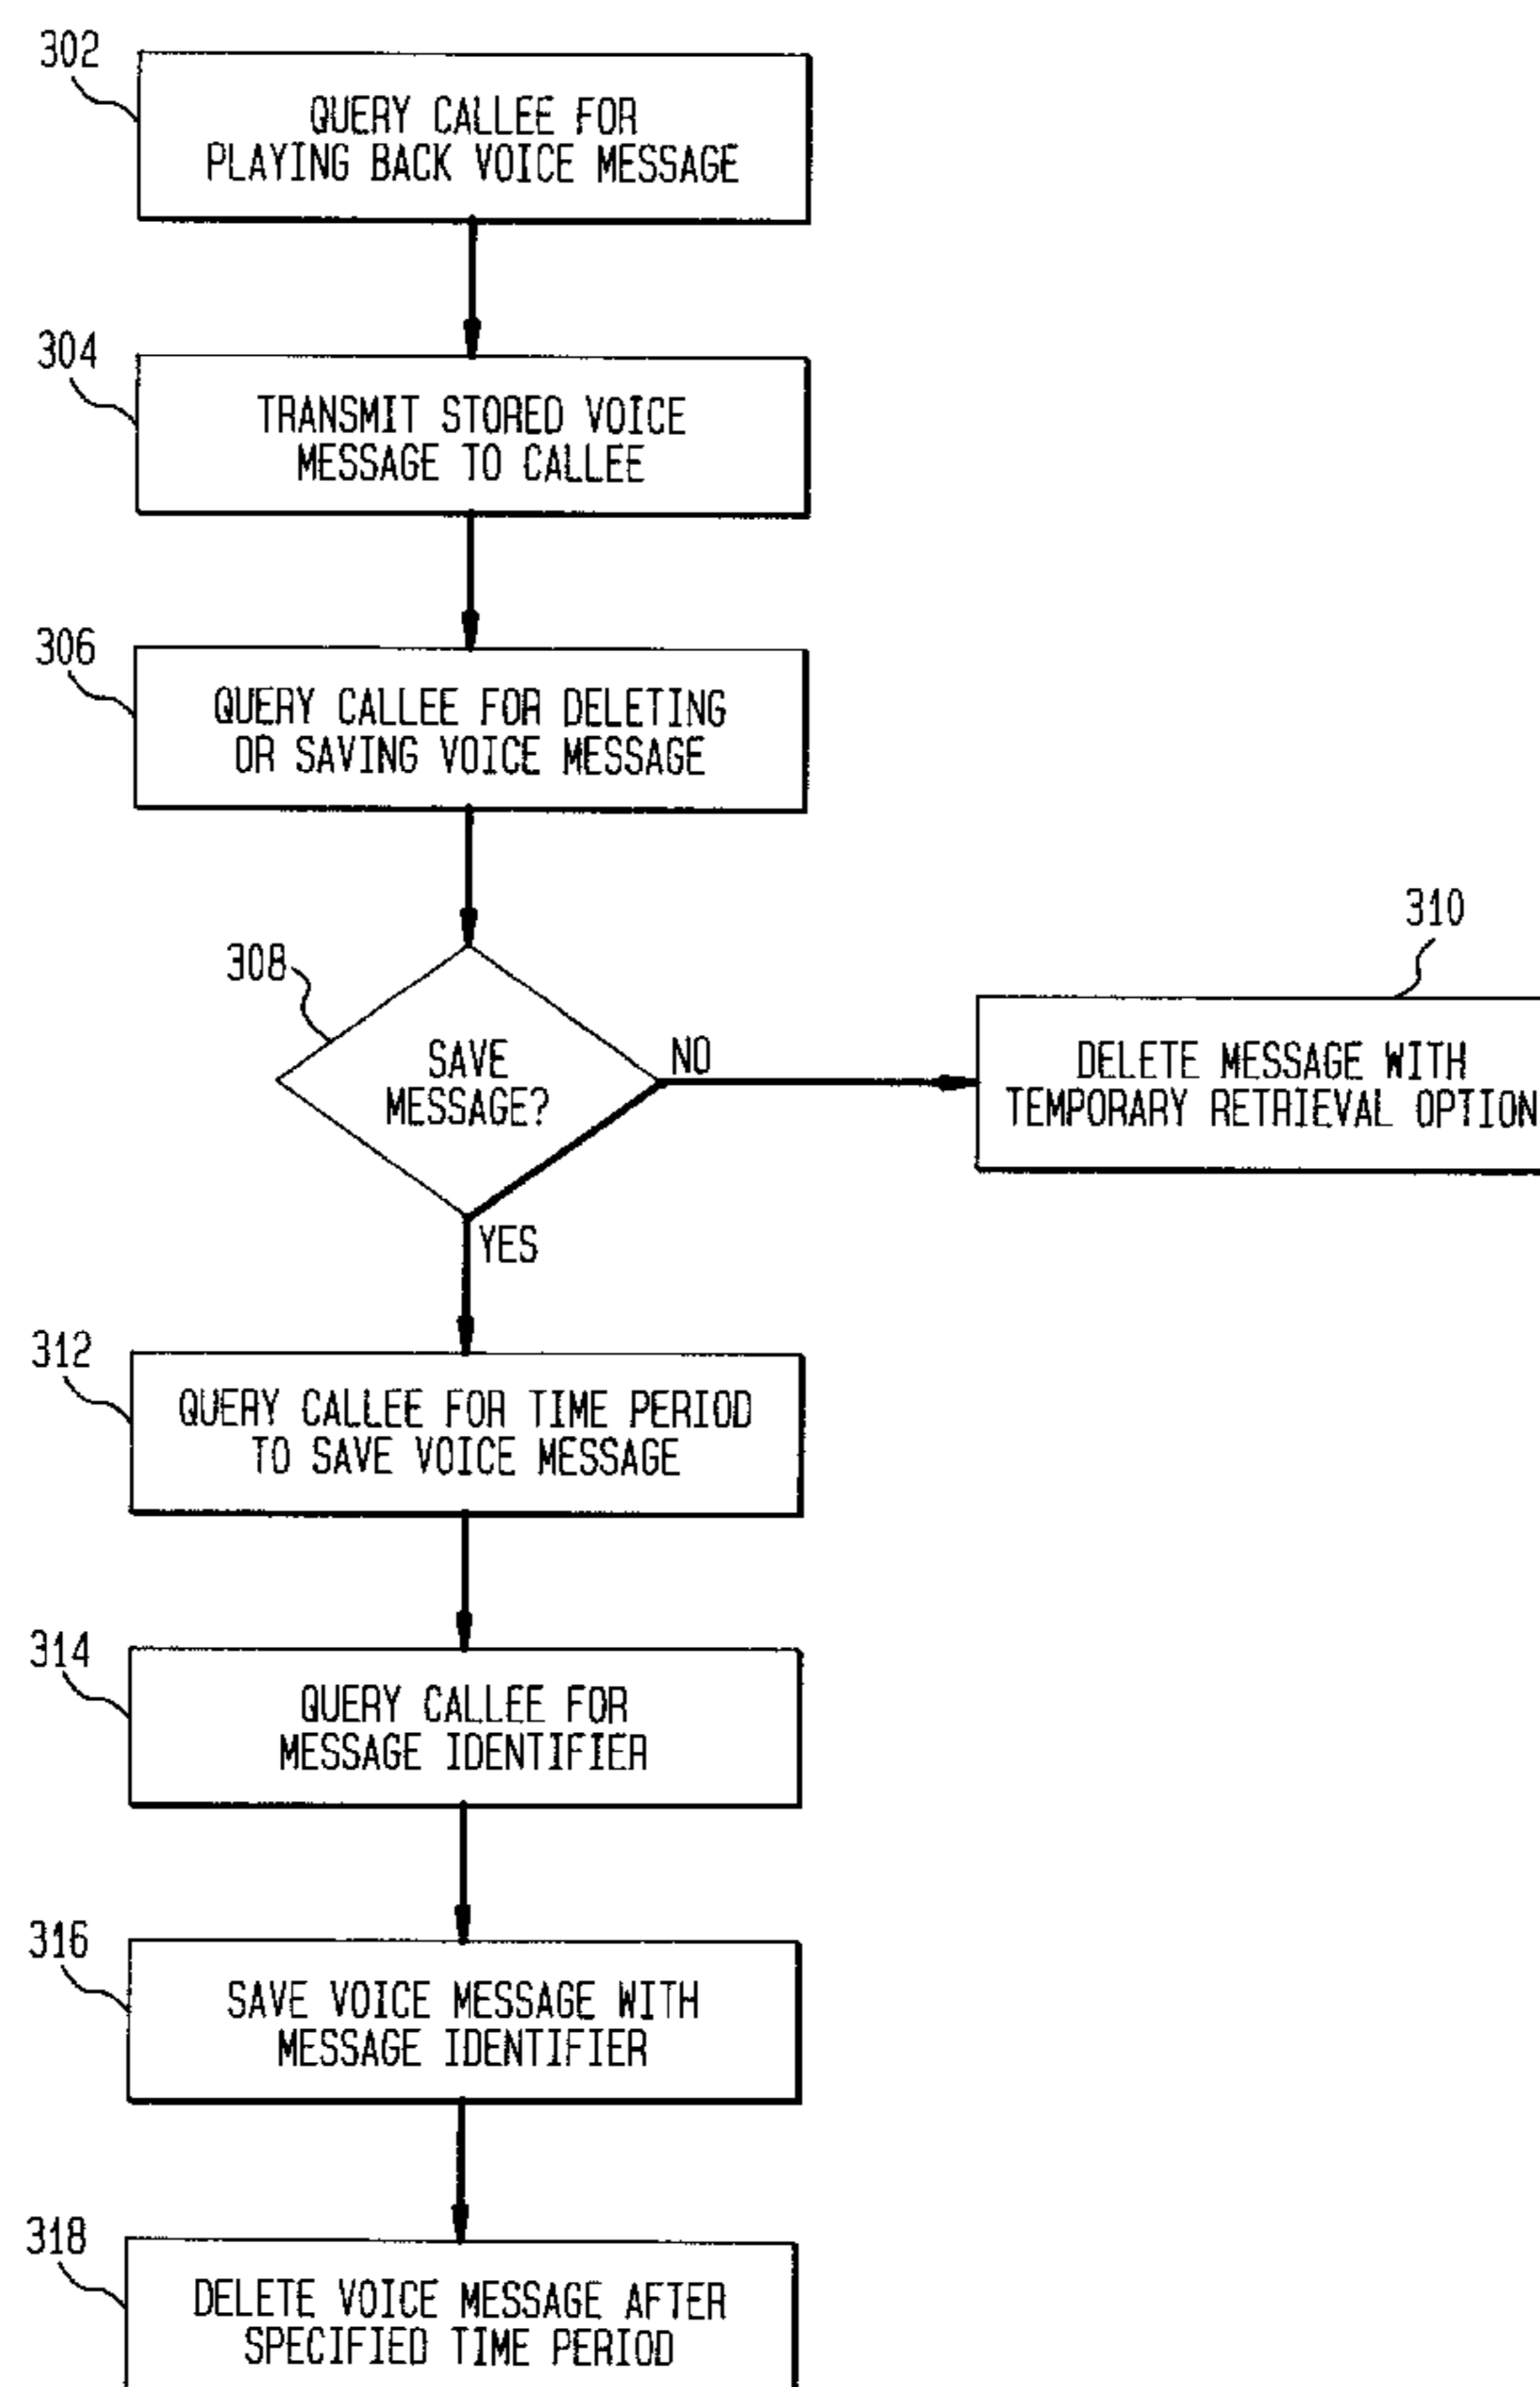 302
QUERY CALLEE FOR
PLAYING BACK VOICE MESSAGE
304
TRANSMIT STORED VOICE
MESSAGE TO CALLEE
306
QUERY CALLEE FOR DELETING
OR SAVING VOICE MESSAGE
308
SAVE
MESSAGE?
NO
310
DELETE MESSAGE WITH
TEMPORARY RETRIEVAL OPTION
YES
312
QUERY CALLEE FOR TIME PERIOD
TO SAVE VOICE MESSAGE
314
QUERY CALLEE FOR
MESSAGE IDENTIFIER
316
SAVE VOICE MESSAGE WITH
MESSAGE IDENTIFIER
318
DELETE VOICE MESSAGE AFTER
SPECIFIED TIME PERIOD